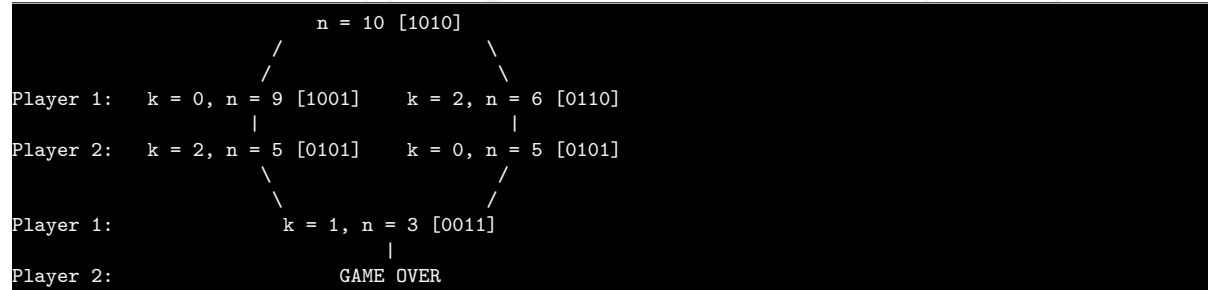 n = 10 [1010]
/ \
/ \
Player 1: k = 0, n = 9 [1001] k = 2, n = 6 [0110]
| |
Player 2: k = 2, n = 5 [0101] k = 0, n = 5 [0101]
\ /
\ /
Player 1: k = 1, n = 3 [0011]
|
Player 2: GAME OVER